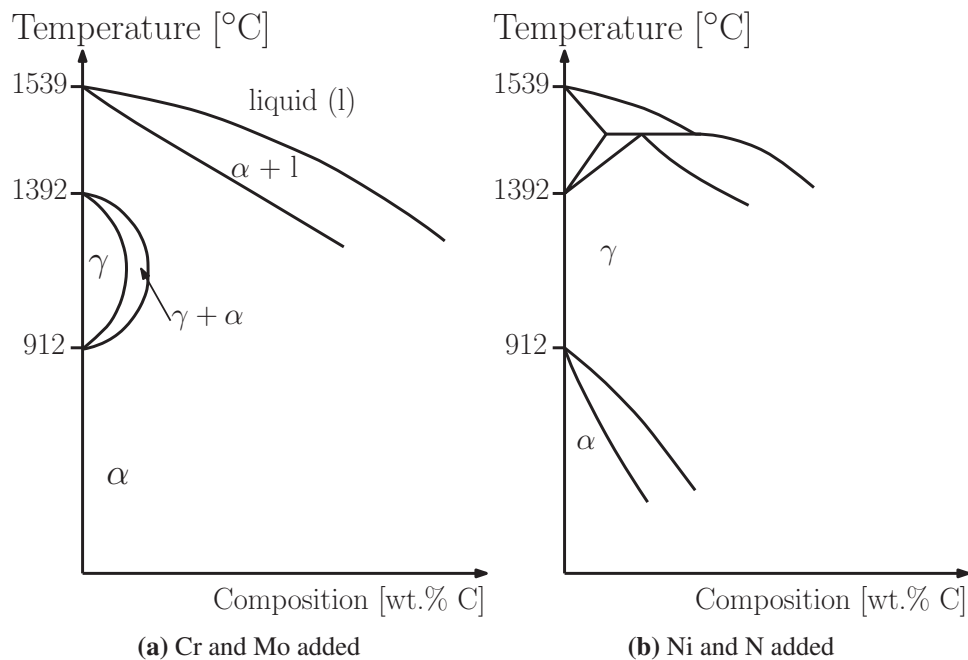 Temperature [°C]
1539
liquid (l)
α + l
1392
γ
γ + α
912
α
Composition [wt.% C]
(a) Cr and Mo added
Temperature [°C]
1539
1392
γ
912
α
Composition [wt.% C]
(b) Ni and N added